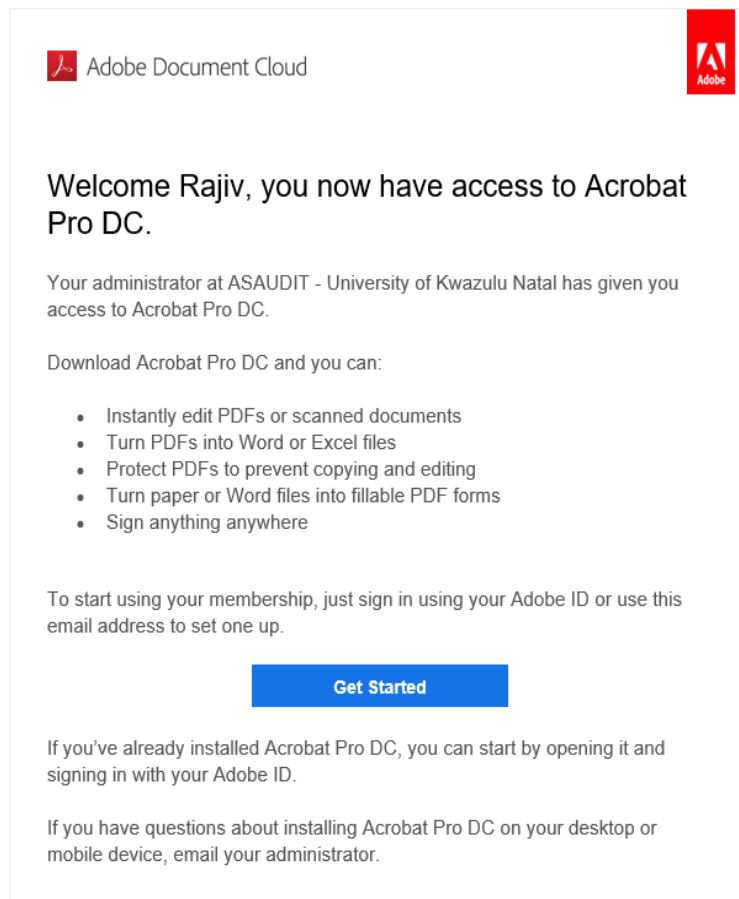 Adobe Document Cloud
Adobe
Welcome Rajiv, you now have access to Acrobat
Pro DC.
Your administrator at ASAUDIT - University of Kwazulu Natal has given you
access to Acrobat Pro DC.
Download Acrobat Pro DC and you can:
• Instantly edit PDFs or scanned documents
• Turn PDFs into Word or Excel files
• Protect PDFs to prevent copying and editing
• Turn paper or Word files into fillable PDF forms
• Sign anything anywhere
To start using your membership, just sign in using your Adobe ID or use this
email address to set one up.
Get Started
If you’ve already installed Acrobat Pro DC, you can start by opening it and
signing in with your Adobe ID.
If you have questions about installing Acrobat Pro DC on your desktop or
mobile device, email your administrator.